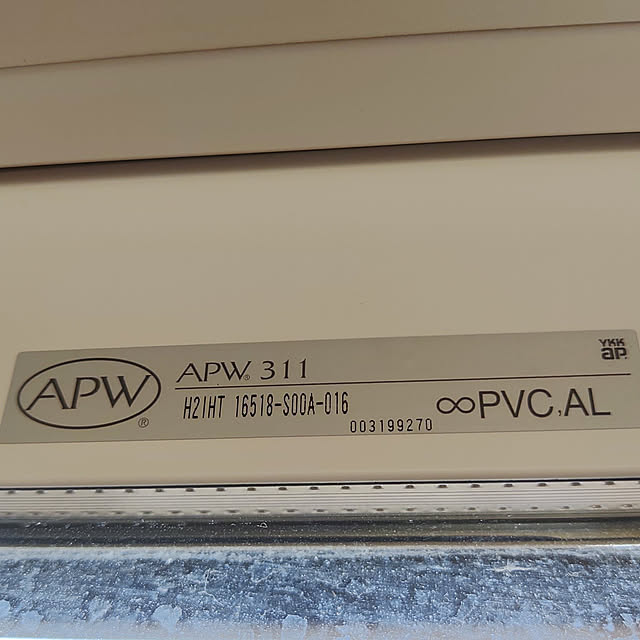 YKK
ap®
APW®
APW® 311
H2IHT 16518-S00A-016
003199270
∞PVC,AL